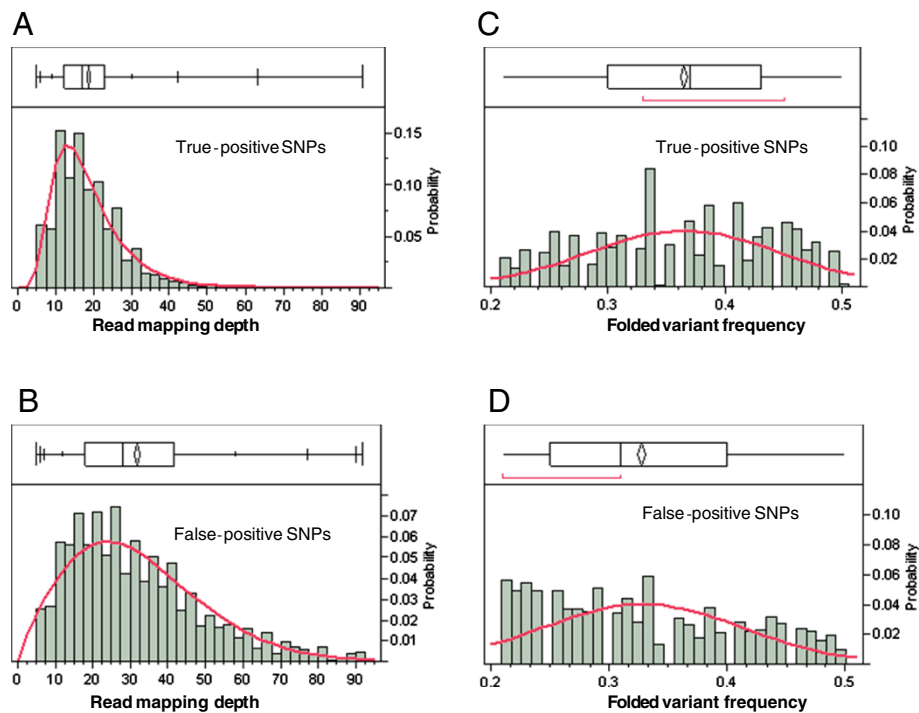 A
True-positive SNPs
0.15
0.10
0.05
Probability
0 10 20 30 40 50 60 70 80 90
Read mapping depth
C
True-positive SNPs
0.10
0.08
0.06
0.04
0.02
Probability
0.2 0.3 0.4 0.5
Folded variant frequency
B
False-positive SNPs
0.07
0.06
0.05
0.04
0.03
0.02
0.01
Probability
0 10 20 30 40 50 60 70 80 90
Read mapping depth
D
False-positive SNPs
0.10
0.08
0.06
0.04
0.02
Probability
0.2 0.3 0.4 0.5
Folded variant frequency